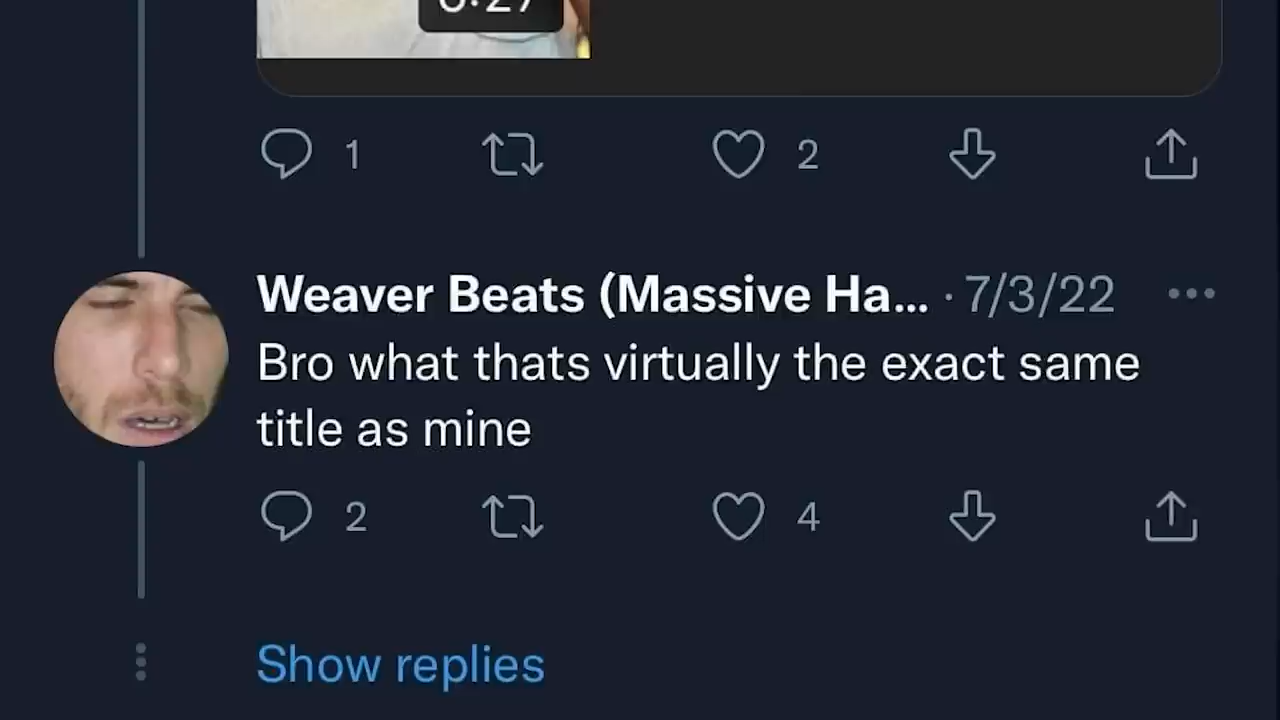 1 2
Weaver Beats (Massive Ha... · 7/3/22
Bro what thats virtually the exact same
title as mine
2 4
Show replies